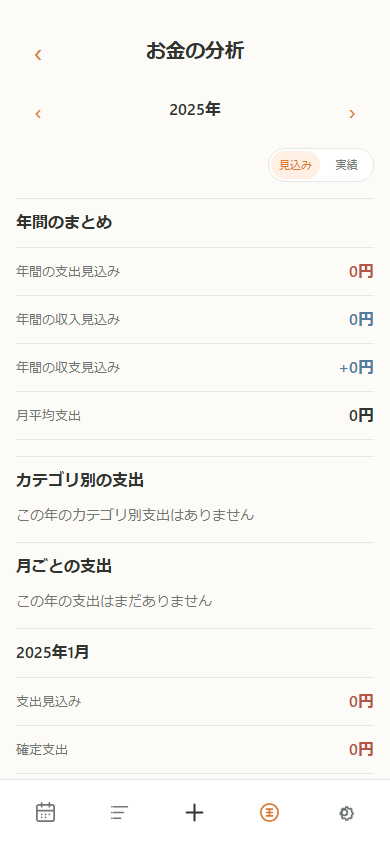 お金の分析
2025年
見込み 実績
年間のまとめ
年間の支出見込み 0円
年間の収入見込み 0円
年間の収支見込み +0円
月平均支出 0円
カテゴリ別の支出
この年のカテゴリ別支出はありません
月ごとの支出
この年の支出はまだありません
2025年1月
支出見込み 0円
確定支出 0円